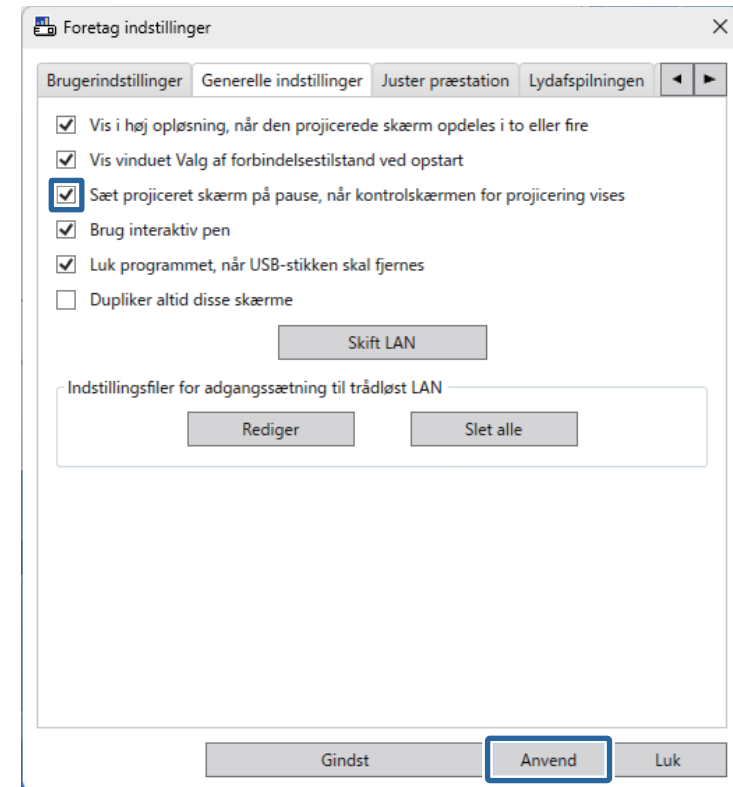 Foretag indstillinger
Brugerindstillinger Generelle indstillinger Juster præstation Lydafspilningen
Vis i høj opløsning, når den projicerede skærm opdeles i to eller fire
Vis vinduet Valg af forbindelsestilstand ved opstart
Sæt projiceret skærm på pause, når kontrolskærmen for projicering vises
Brug interaktiv pen
Luk programmet, når USB-stikken skal fjernes
Dupliker altid disse skærme
Skift LAN
Indstillingsfiler for adgangssætning til trådløst LAN
Rediger Slet alle
Gindst Anvend Luk